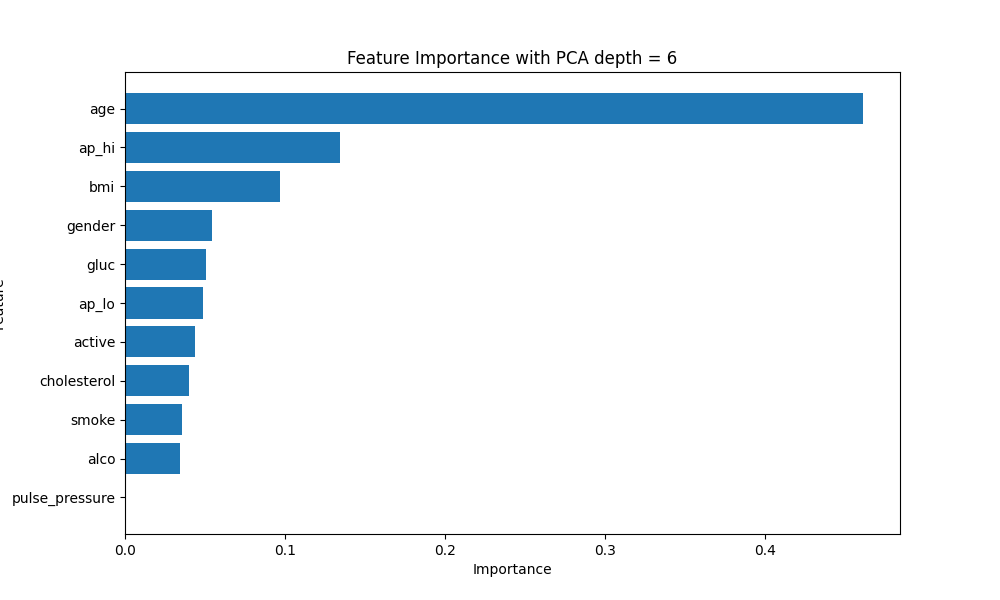 Feature Importance with PCA depth = 6
age
ap_hi
bmi
gender
gluc
ap_lo
active
cholesterol
smoke
alco
pulse_pressure
0.0 0.1 0.2 0.3 0.4
Importance